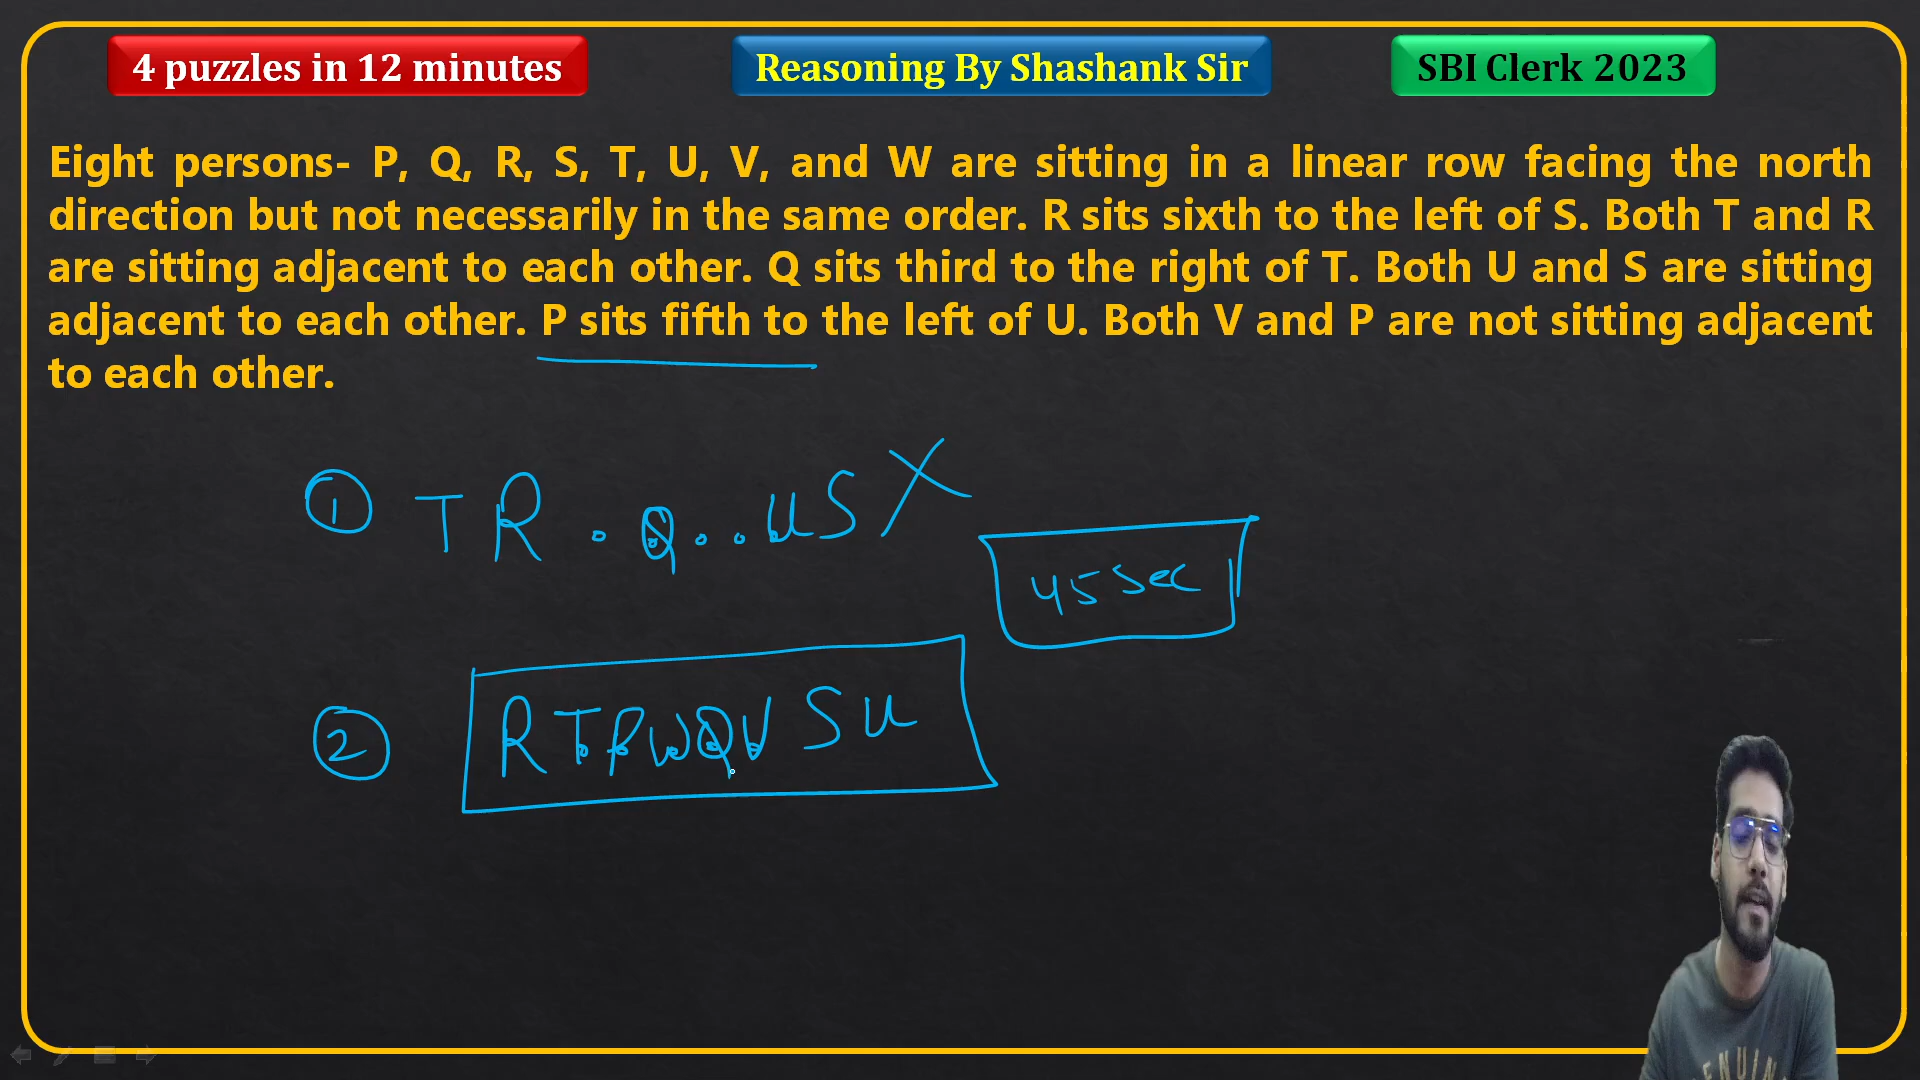 4 puzzles in 12 minutes
Reasoning By Shashank Sir
SBI Clerk 2023
Eight persons- P, Q, R, S, T, U, V, and W are sitting in a linear row facing the north
direction but not necessarily in the same order. R sits sixth to the left of S. Both T and R
are sitting adjacent to each other. Q sits third to the right of T. Both U and S are sitting
adjacent to each other. P sits fifth to the left of U. Both V and P are not sitting adjacent
to each other.
① T R . Q . . U S X
45 Sec
② R T P W Q V S U
ENUIN